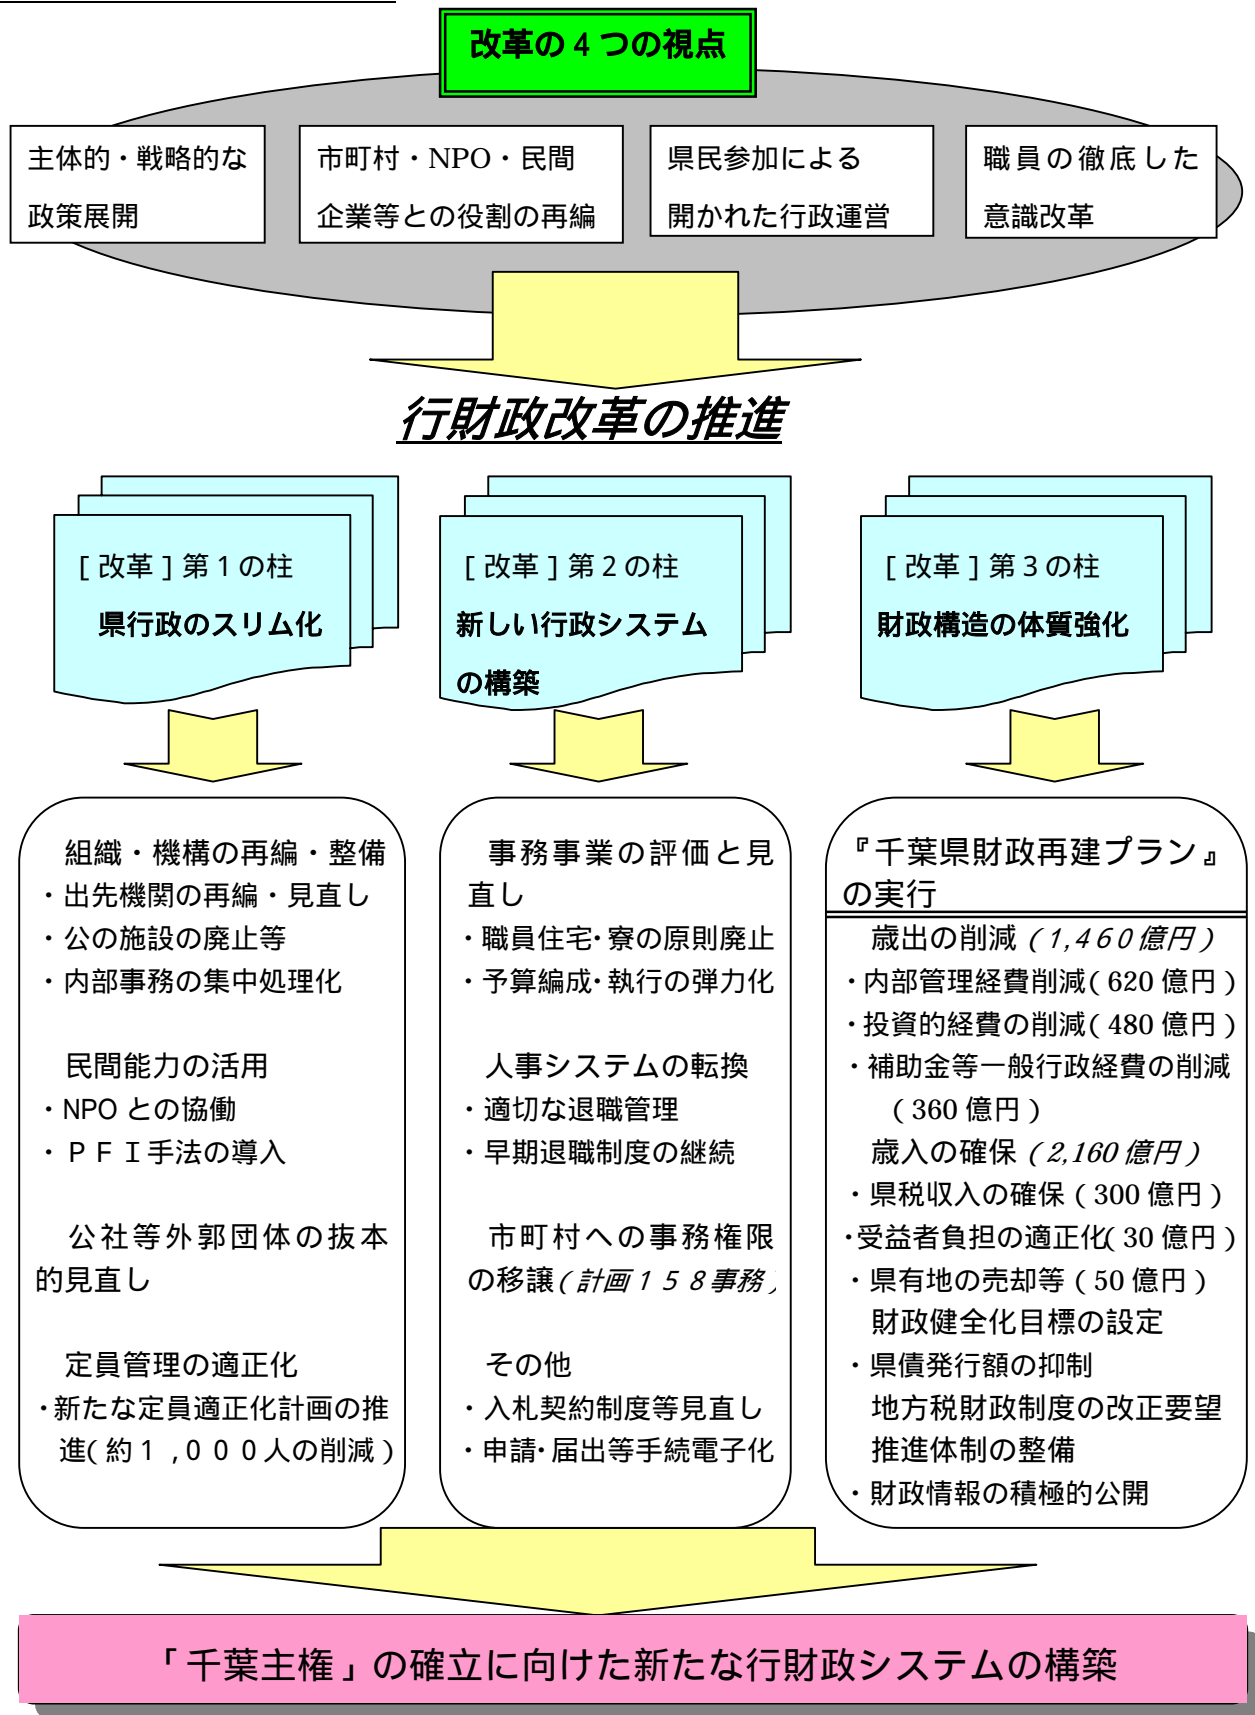 改革の４つの視点
主体的・戦略的な
政策展開
市町村・NPO・民間
企業等との役割の再編
県民参加による
開かれた行政運営
職員の徹底した
意識改革
行財政改革の推進
［改革］第１の柱
県行政のスリム化
［改革］第２の柱
新しい行政システム
の構築
［改革］第３の柱
財政構造の体質強化
組織・機構の再編・整備
・出先機関の再編・見直し
・公の施設の廃止等
・内部事務の集中処理化
民間能力の活用
・NPOとの協働
・ＰＦＩ手法の導入
公社等外郭団体の抜本
的見直し
定員管理の適正化
・新たな定員適正化計画の推
進（約１,０００人の削減）
事務事業の評価と見
直し
・職員住宅・寮の原則廃止
・予算編成・執行の弾力化
人事システムの転換
・適切な退職管理
・早期退職制度の継続
市町村への事務権限
の移譲（計画１５８事務）
その他
・入札契約制度等見直し
・申請・届出等手続電子化
『千葉県財政再建プラン』
の実行
歳出の削減（1,460億円）
・内部管理経費削減（620億円）
・投資的経費の削減（480億円）
・補助金等一般行政経費の削減
（360億円）
歳入の確保（2,160億円）
・県税収入の確保（300億円）
・受益者負担の適正化（30億円）
・県有地の売却等（50億円）
財政健全化目標の設定
・県債発行額の抑制
地方税財政制度の改正要望
推進体制の整備
・財政情報の積極的公開
「千葉主権」の確立に向けた新たな行財政システムの構築